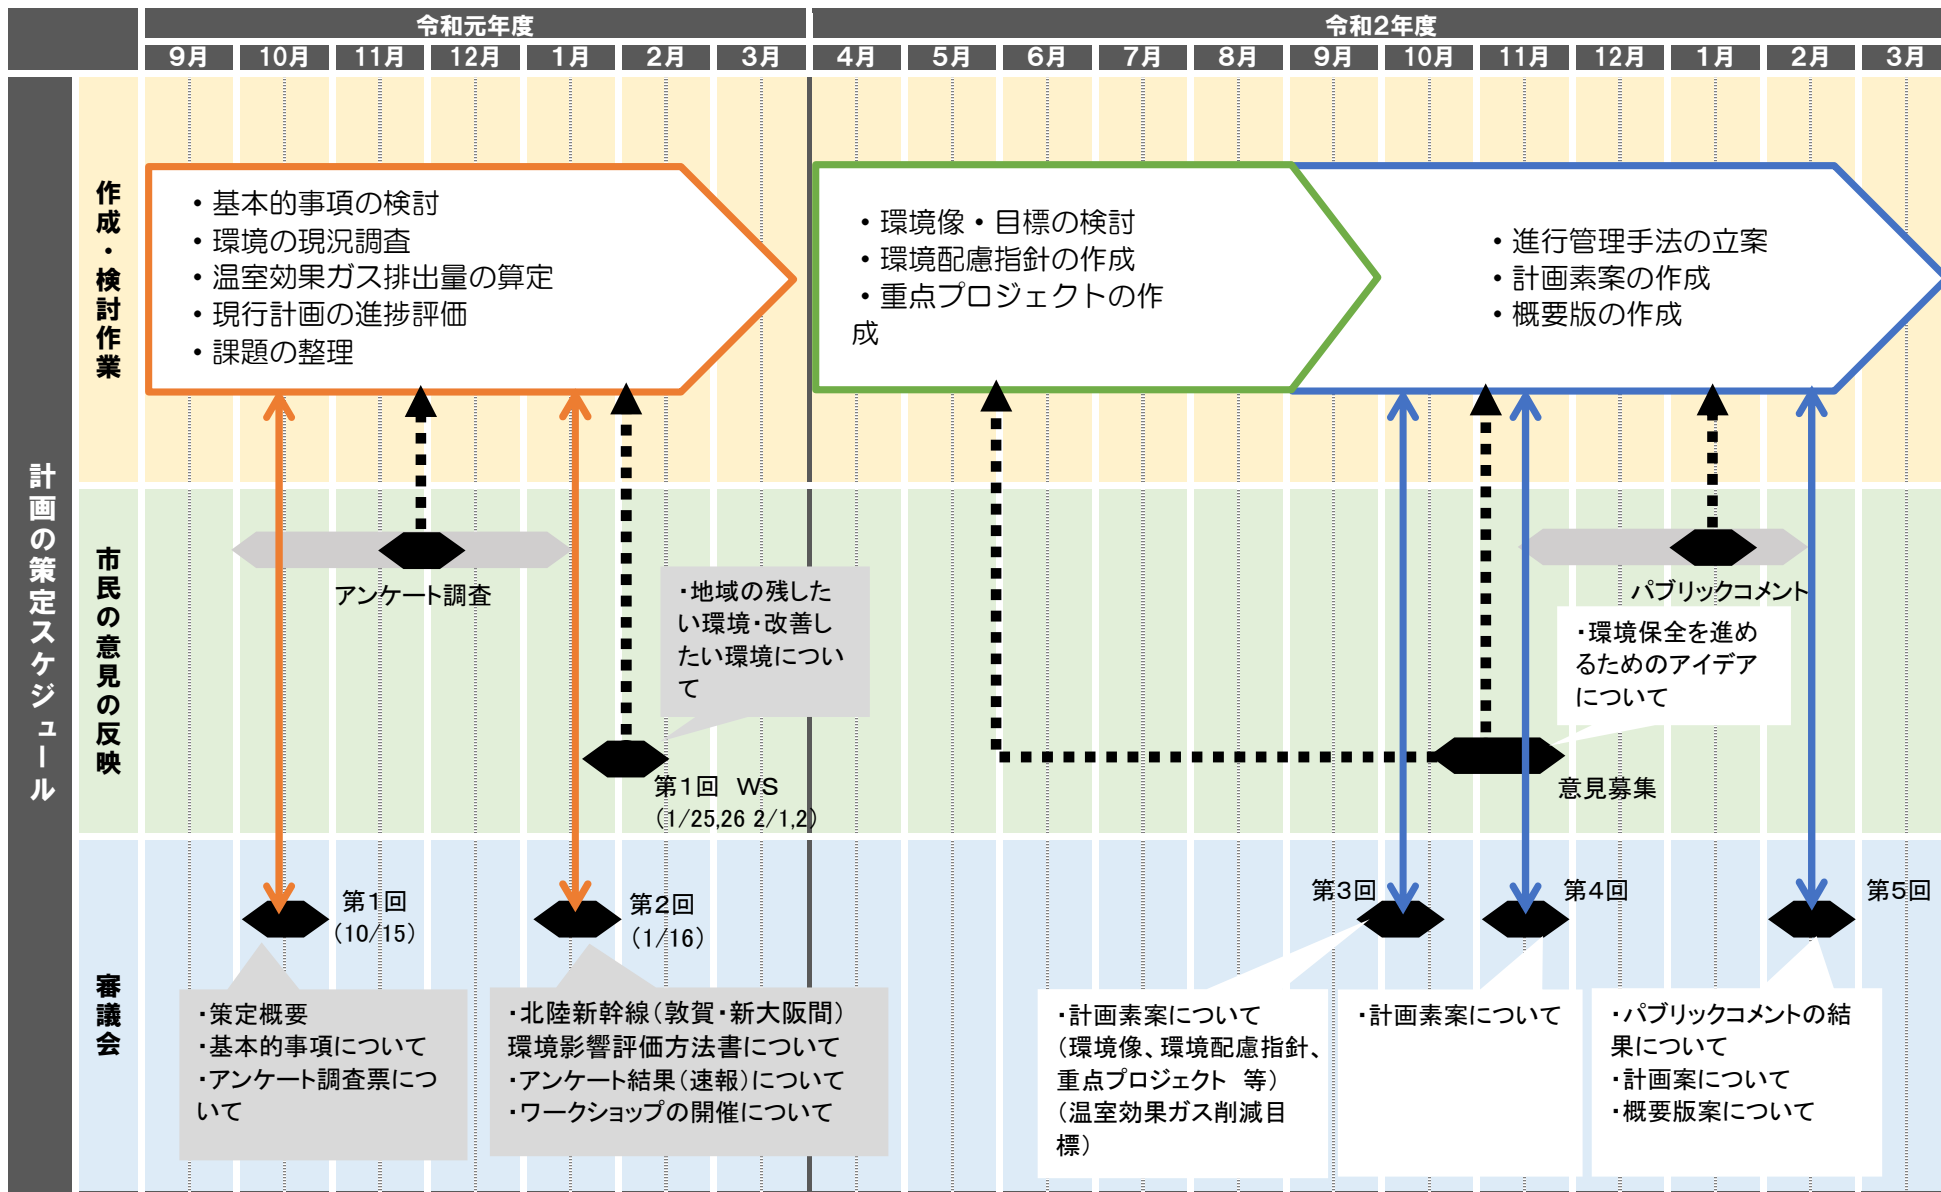 令和元年度
令和2年度
9月 10月 11月 12月 1月 2月 3月 4月 5月 6月 7月 8月 9月 10月 11月 12月 1月 2月 3月
計画の策定スケジュール
作成・検討作業
・基本的事項の検討
・環境の現況調査
・温室効果ガス排出量の算定
・現行計画の進捗評価
・課題の整理
・環境像・目標の検討
・環境配慮指針の作成
・重点プロジェクトの作
成
・進行管理手法の立案
・計画素案の作成
・概要版の作成
市民の意見の反映
アンケート調査
・地域の残した
い環境・改善し
たい環境につい
て
第1回 WS
(1/25,26 2/1,2)
パブリックコメント
・環境保全を進め
るためのアイデア
について
意見募集
審議会
第1回
(10/15)
・策定概要
・基本的事項について
・アンケート調査票につ
いて
第2回
(1/16)
・北陸新幹線(敦賀・新大阪間)
環境影響評価方法書について
・アンケート結果(速報)について
・ワークショップの開催について
第3回
・計画素案について
(環境像、環境配慮指針、
重点プロジェクト 等)
(温室効果ガス削減目
標)
第4回
・計画素案について
第5回
・パブリックコメントの結
果について
・計画案について
・概要版案について